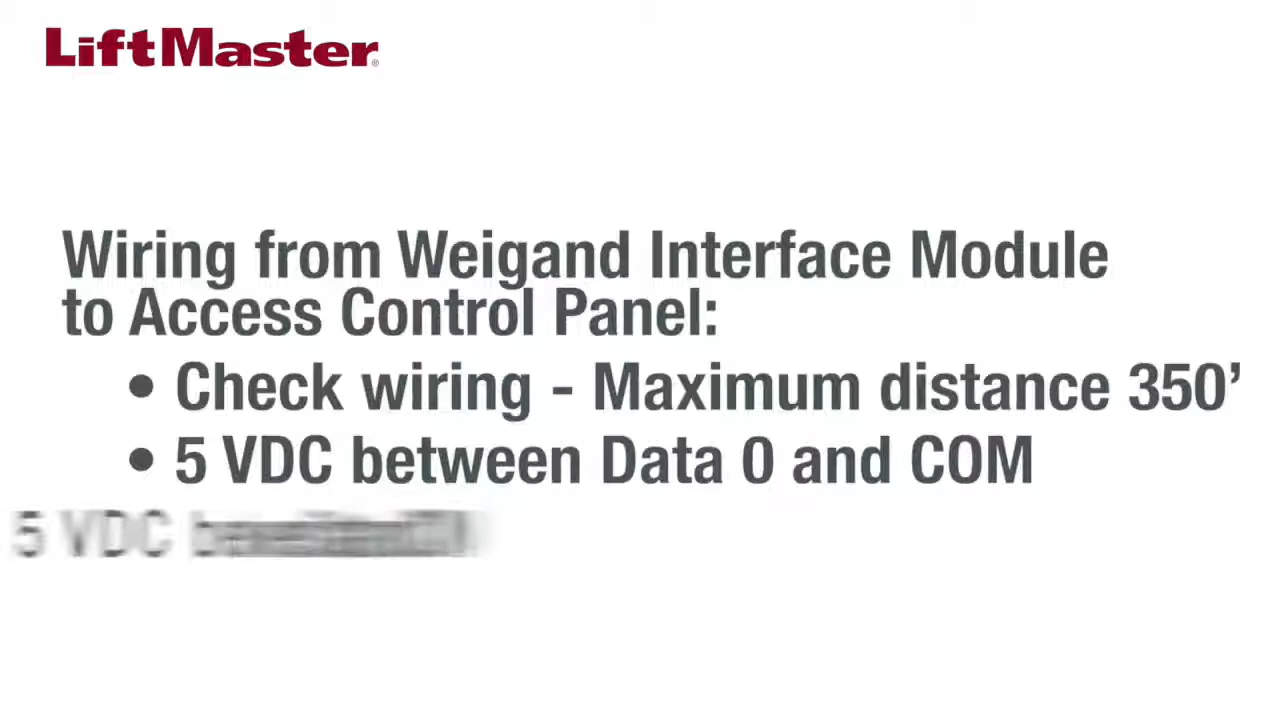 LiftMaster®
Wiring from Weigand Interface Module
to Access Control Panel:
• Check wiring - Maximum distance 350’
• 5 VDC between Data 0 and COM
5 VDC